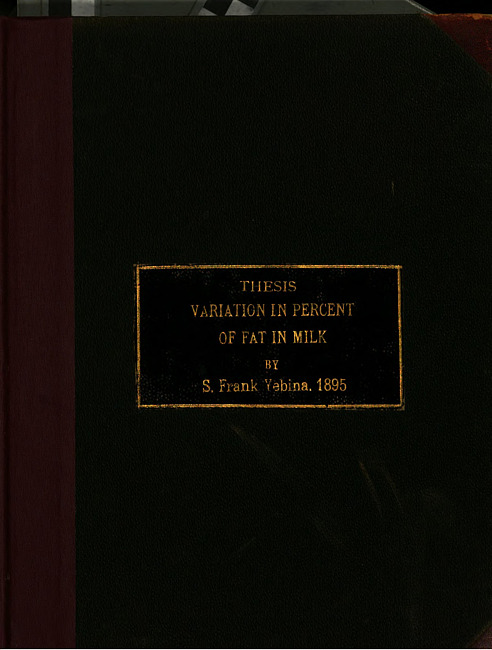 THESIS
VARIATION IN PERCENT
OF FAT IN MILK
BY
S. Frank Yebina, 1895